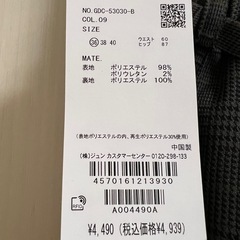 NO.GDC-53030-B
COL.09
SIZE
36 38 40
ウエスト 60
ヒップ 87
MATE.
表地 ポリエステル 98%
ポリウレタン 2%
裏地 ポリエステル 100%
(表地ポリエステルの内、再生ポリエステル30%使用)
中国製
(株)ジュン カスタマーセンター 0120-298-133
4570161213930
A004490A
RFID
¥4,490 (税込価格¥4,939)